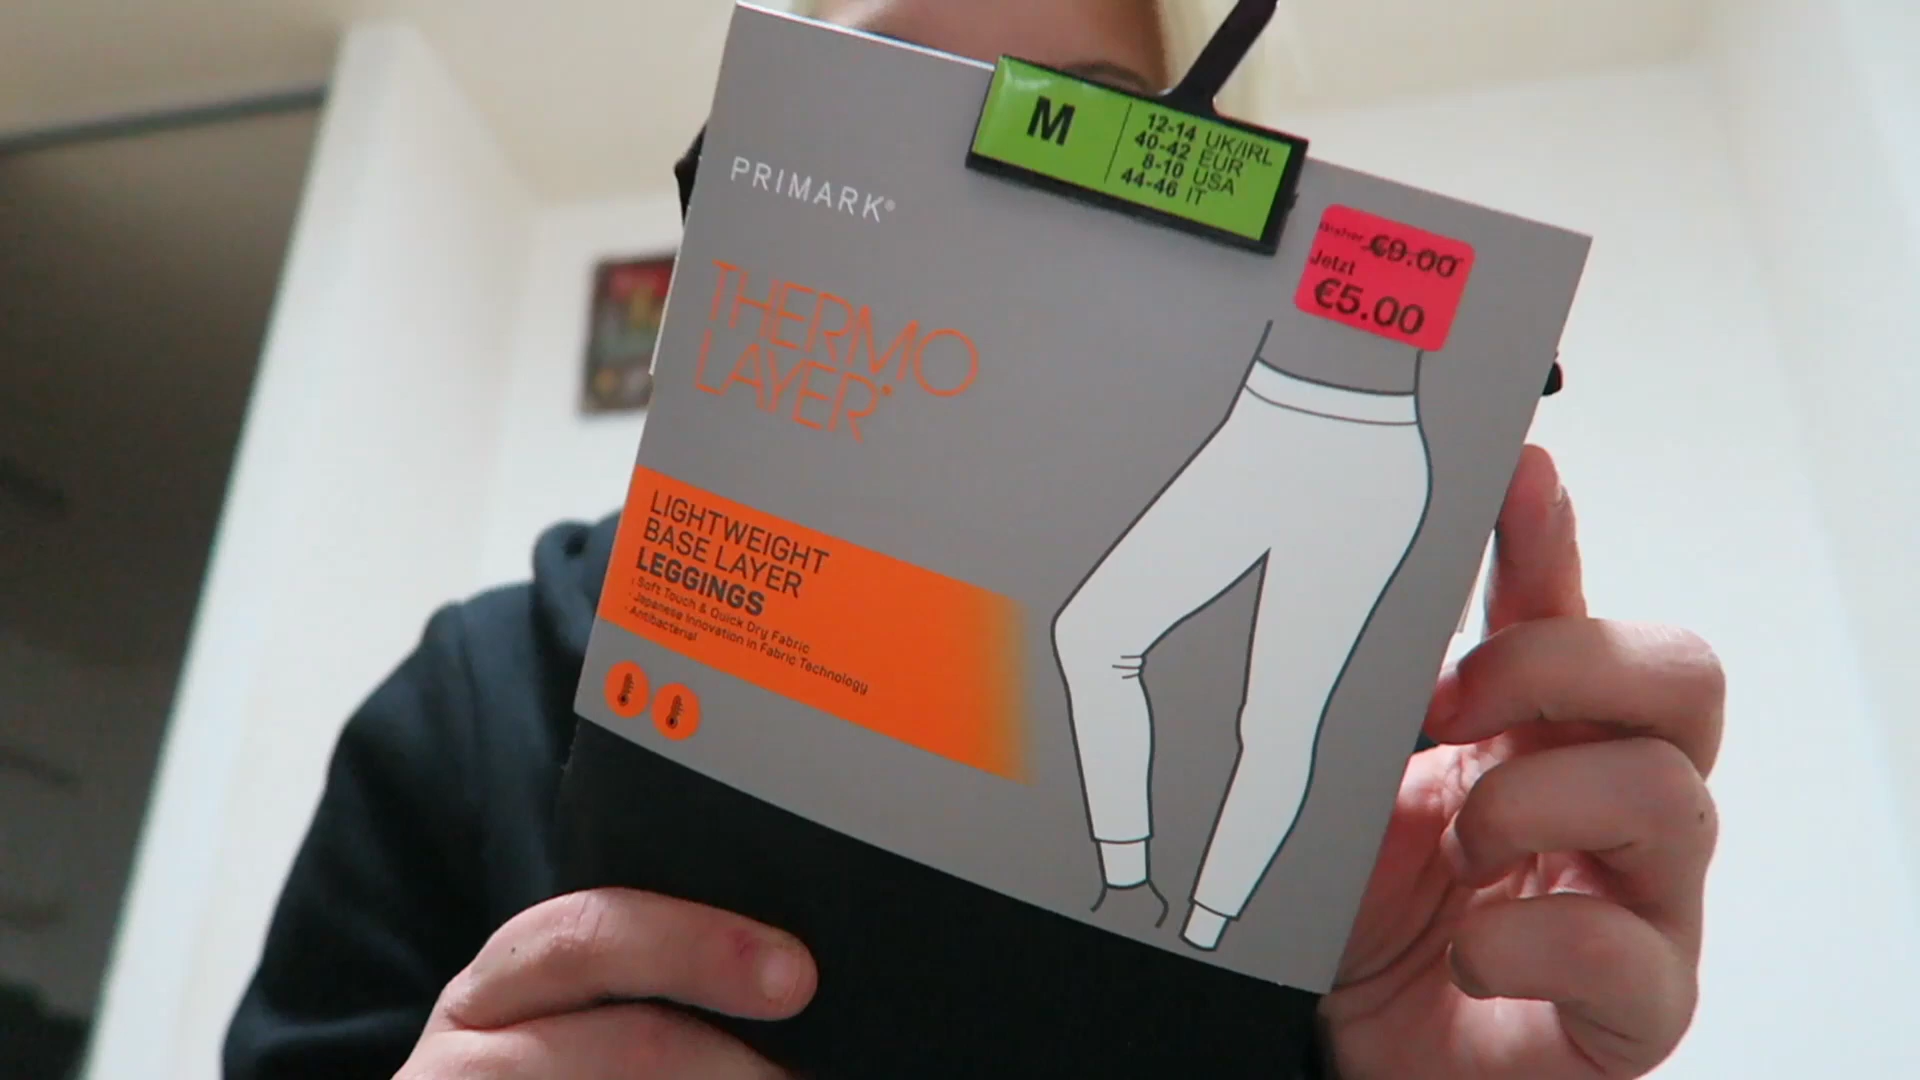 M
12-14 UK/IRL
40-42 EUR
8-10 USA
44-46 IT
PRIMARK®
Bisher €9.00
Jetzt
€5.00
THERMO
LAYER
LIGHTWEIGHT
BASE LAYER
LEGGINGS
· Soft Touch & Quick Dry Fabric
· Japanese Innovation in Fabric Technology
· Antibacterial